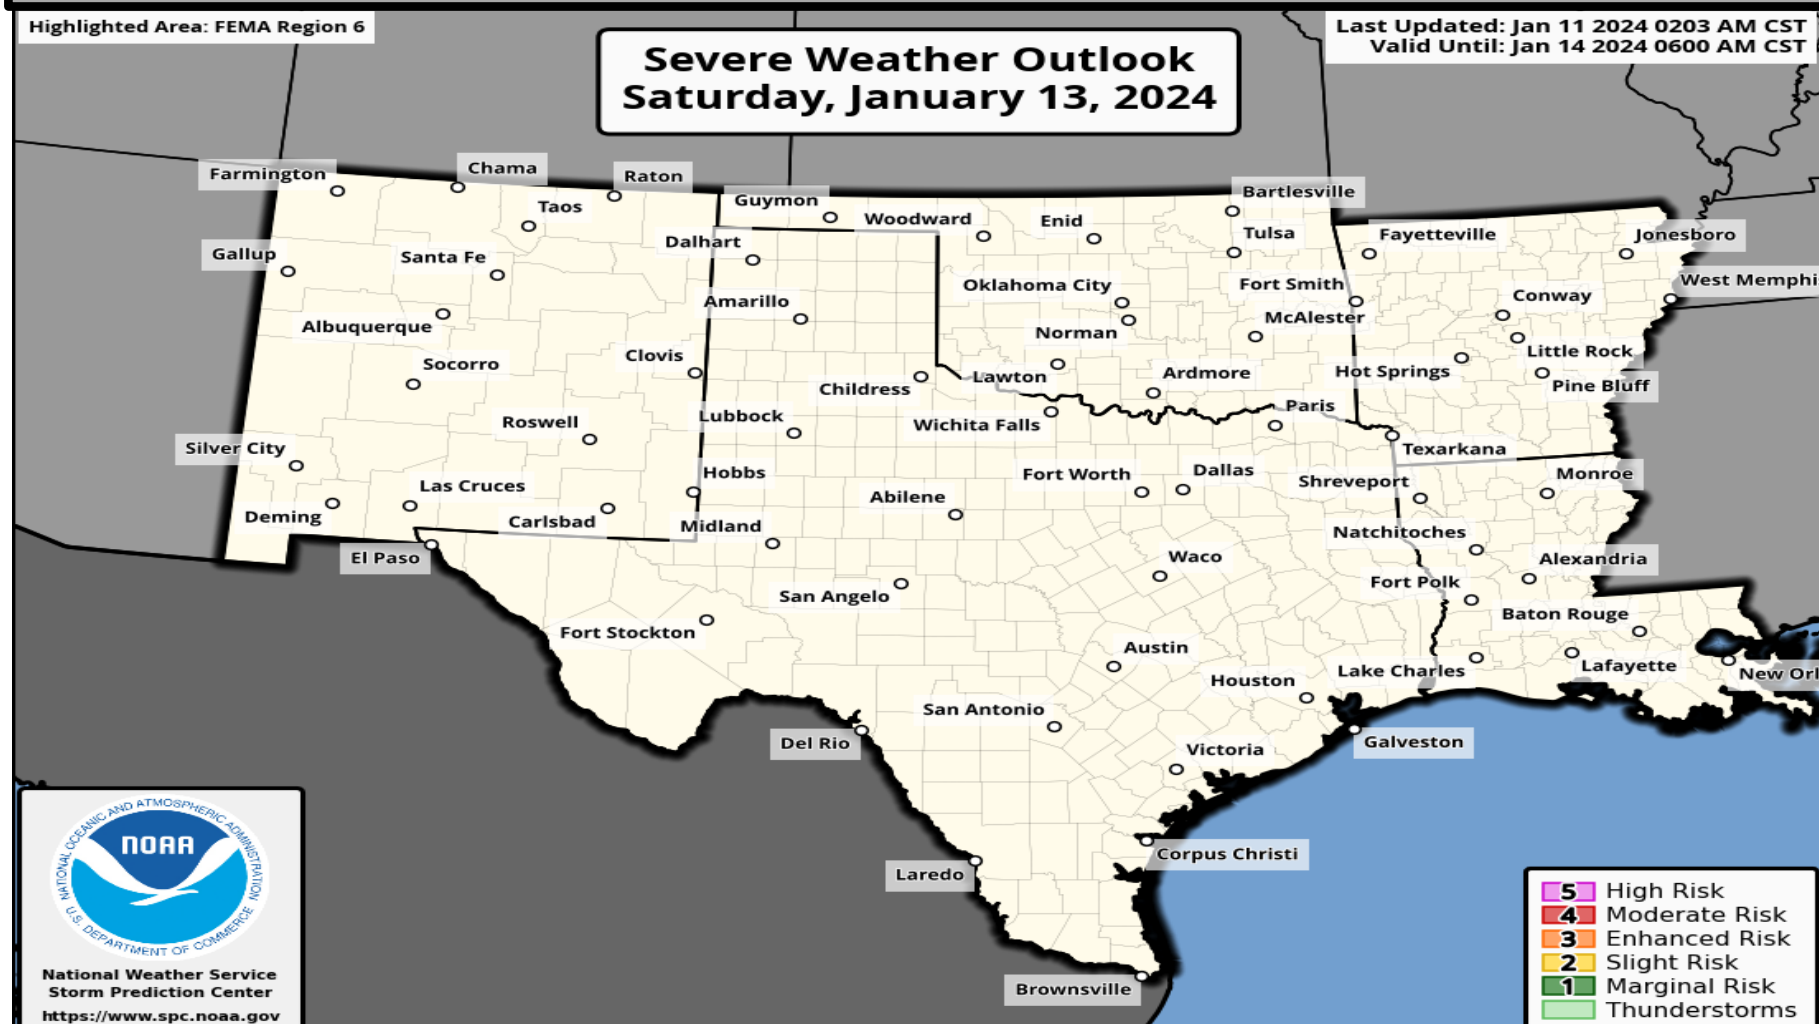 Highlighted Area: FEMA Region 6
Severe Weather Outlook
Saturday, January 13, 2024
Last Updated: Jan 11 2024 0203 AM CST
Valid Until: Jan 14 2024 0600 AM CST
Farmington
Chama
Raton
Taos
Guymon
Woodward
Enid
Bartlesville
Gallup
Santa Fe
Dalhart
Tulsa
Fayetteville
Jonesboro
Albuquerque
Amarillo
Oklahoma City
Fort Smith
Conway
West Memphi
Norman
McAlester
Socorro
Clovis
Childress
Lawton
Ardmore
Hot Springs
Little Rock
Pine Bluff
Roswell
Lubbock
Wichita Falls
Paris
Silver City
Hobbs
Texarkana
Las Cruces
Abilene
Fort Worth
Dallas
Shreveport
Monroe
Deming
Carlsbad
Midland
Natchitoches
El Paso
Waco
Alexandria
San Angelo
Fort Polk
Fort Stockton
Baton Rouge
Austin
Lake Charles
Lafayette
New Orl
Houston
San Antonio
Del Rio
Victoria
Galveston
Corpus Christi
Laredo
Brownsville
NATIONAL OCEANIC AND ATMOSPHERIC ADMINISTRATION
NOAA
U.S. DEPARTMENT OF COMMERCE
National Weather Service
Storm Prediction Center
https://www.spc.noaa.gov
5 High Risk
4 Moderate Risk
3 Enhanced Risk
2 Slight Risk
1 Marginal Risk
Thunderstorms